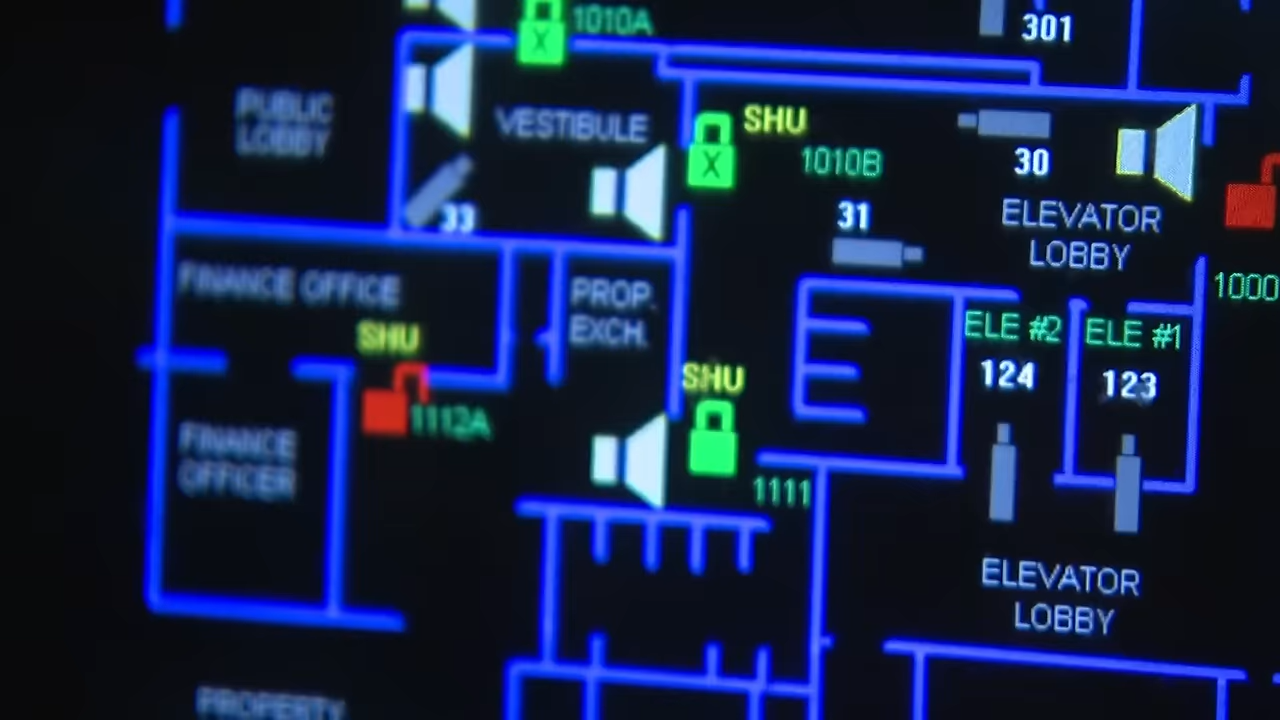 1010A
301
PUBLIC
LOBBY
VESTIBULE
X
X
SHU
1010B
30
31
33
ELEVATOR
LOBBY
FINANCE OFFICE
PROP.
EXCH.
1000
SHU
ELE #2
ELE #1
124
123
SHU
1112A
FINANCE
OFFICER
1111
ELEVATOR
LOBBY
PROPERTY